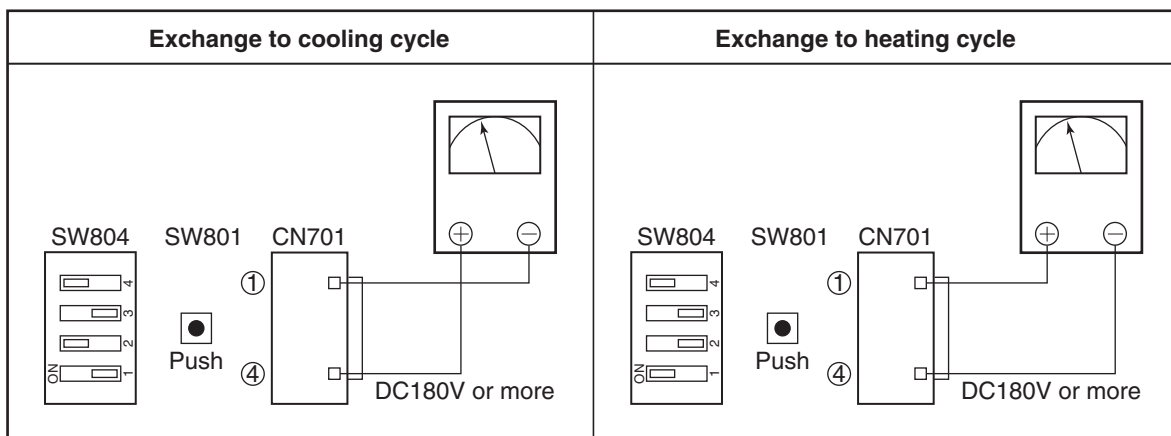 Exchange to cooling cycle
Exchange to heating cycle
SW804 SW801 CN701 + −
4 3 2 1
ON
① ④
Push
DC180V or more
SW804 SW801 CN701 + −
4 3 2 1
ON
① ④
Push
DC180V or more